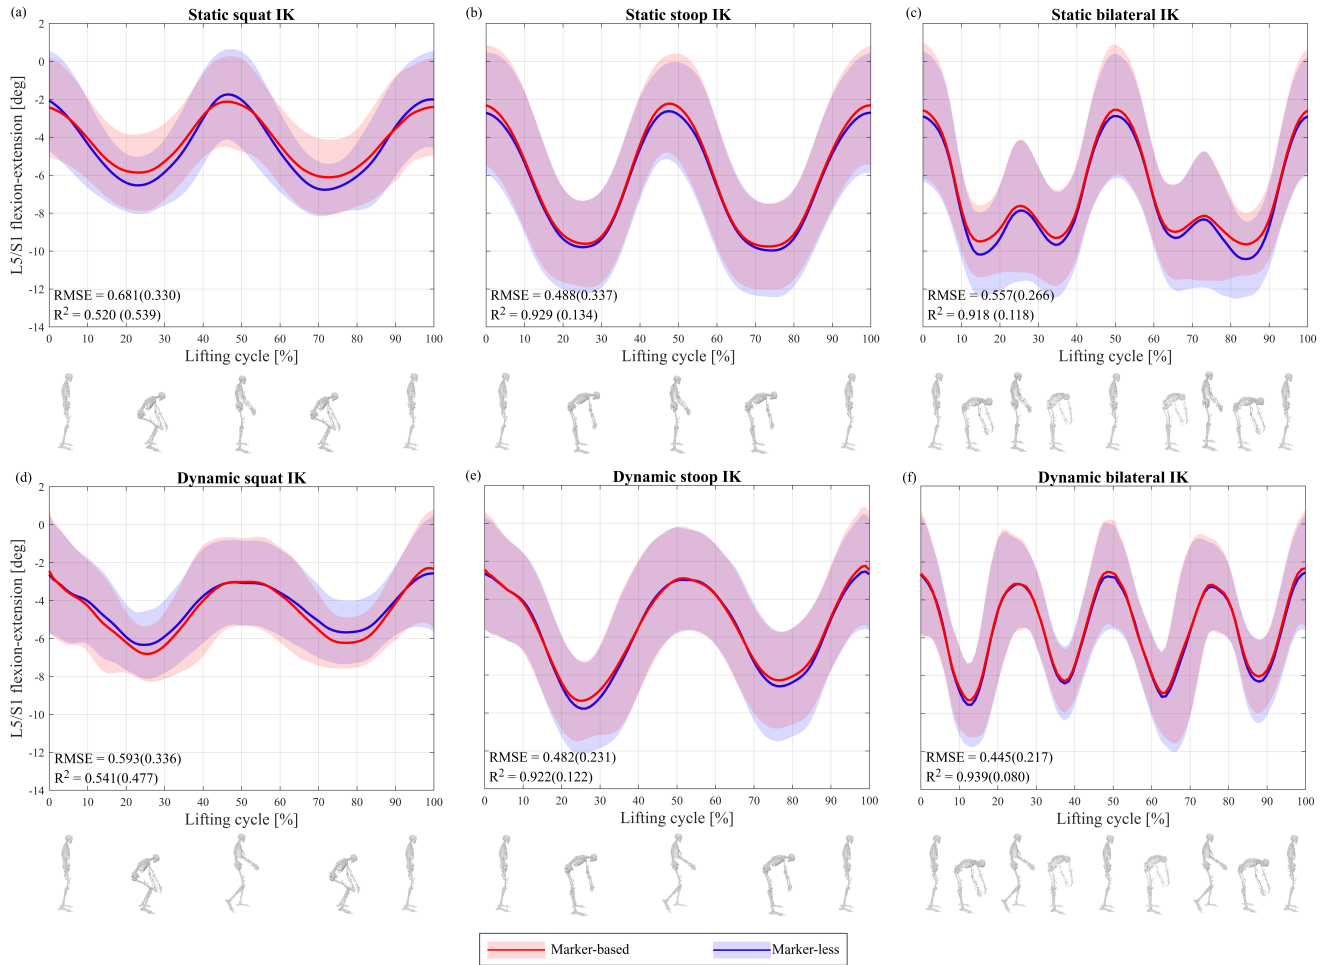 (a)
Static squat IK
2
0
-2
-4
-6
-8
-10
-12
-14
L5/S1 flexion-extension [deg]
RMSE = 0.681(0.330)
R2 = 0.520 (0.539)
0 10 20 30 40 50 60 70 80 90 100
Lifting cycle [%]
(b)
Static stoop IK
RMSE = 0.488(0.337)
R2 = 0.929 (0.134)
0 10 20 30 40 50 60 70 80 90 100
Lifting cycle [%]
(c)
Static bilateral IK
RMSE = 0.557(0.266)
R2 = 0.918 (0.118)
0 10 20 30 40 50 60 70 80 90 100
Lifting cycle [%]
(d)
Dynamic squat IK
2
0
-2
-4
-6
-8
-10
-12
-14
L5/S1 flexion-extension [deg]
RMSE = 0.593(0.336)
R2 = 0.541(0.477)
0 10 20 30 40 50 60 70 80 90 100
Lifting cycle [%]
(e)
Dynamic stoop IK
RMSE = 0.482(0.231)
R2 = 0.922(0.122)
0 10 20 30 40 50 60 70 80 90 100
Lifting cycle [%]
(f)
Dynamic bilateral IK
RMSE = 0.445(0.217)
R2 = 0.939(0.080)
0 10 20 30 40 50 60 70 80 90 100
Lifting cycle [%]
Marker-based
Marker-less